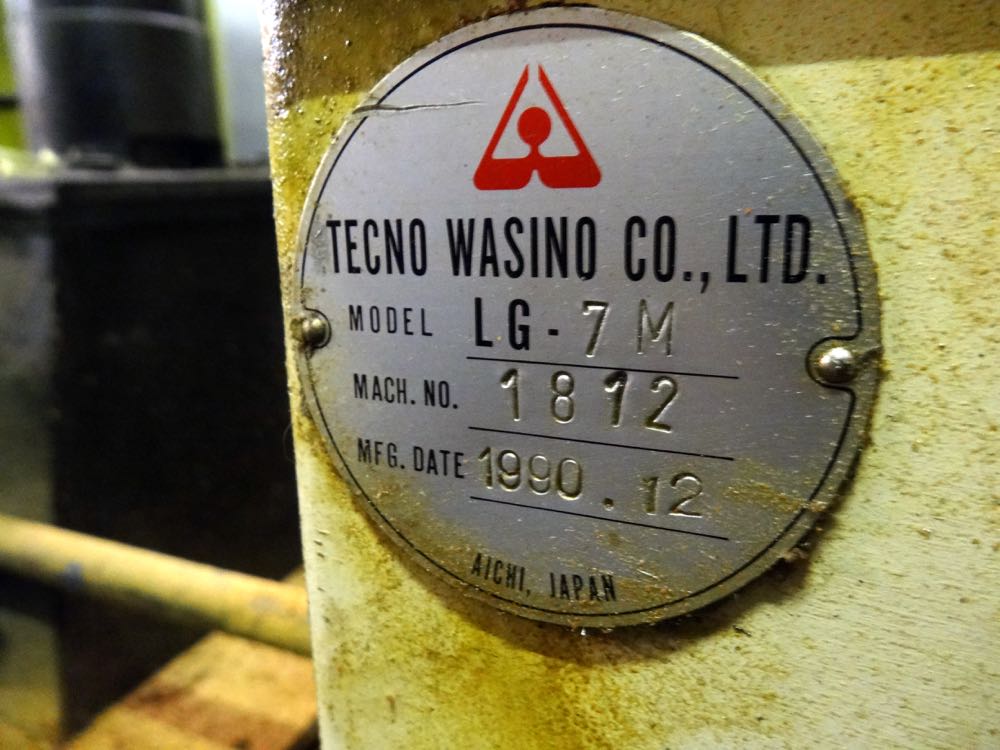 TECNO WASINO CO., LTD.
MODEL LG-7M
MACH. NO. 1812
MFG. DATE 1990.12
AICHI, JAPAN